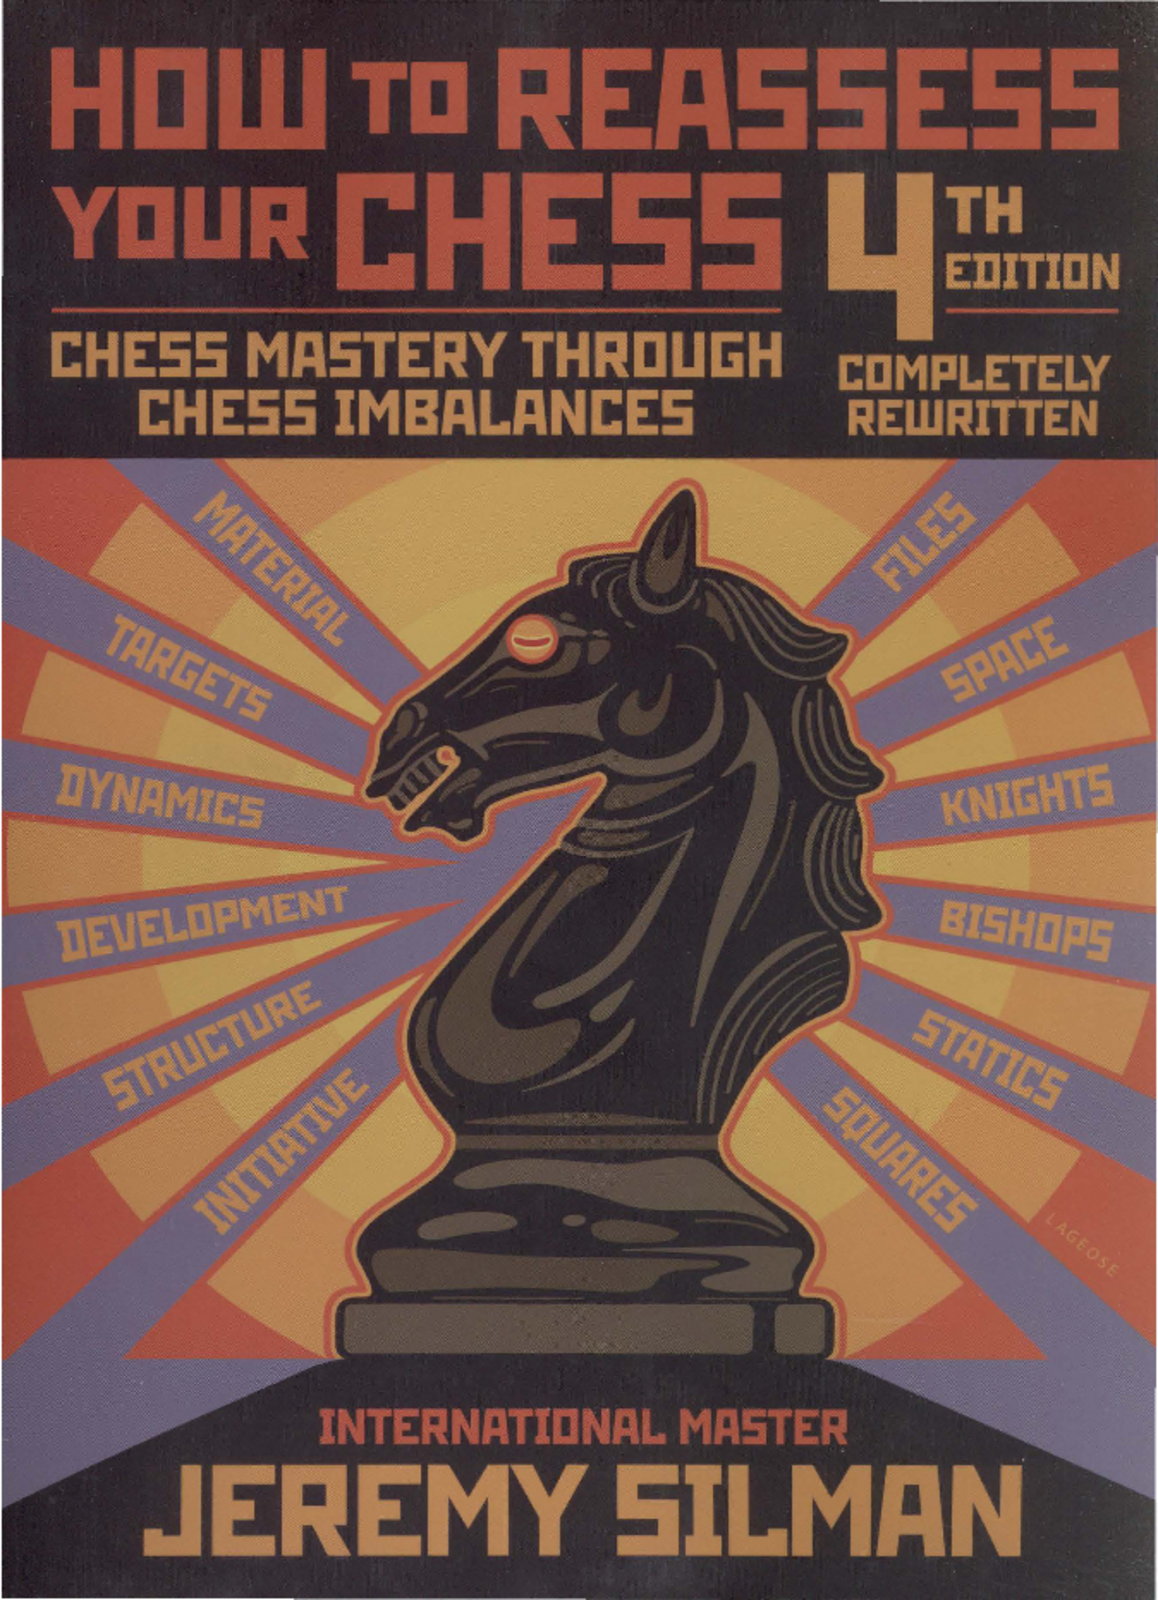 HOW TO REASSESS
YOUR CHESS
4TH
EDITION
CHESS MASTERY THROUGH
CHESS IMBALANCES
COMPLETELY
REWRITTEN
MATERIAL
TARGETS
DYNAMICS
DEVELOPMENT
STRUCTURE
INITIATIVE
FILES
SPACE
KNIGHTS
BISHOPS
STATICS
SQUARES
LAGEOSE
INTERNATIONAL MASTER
JEREMY SILMAN